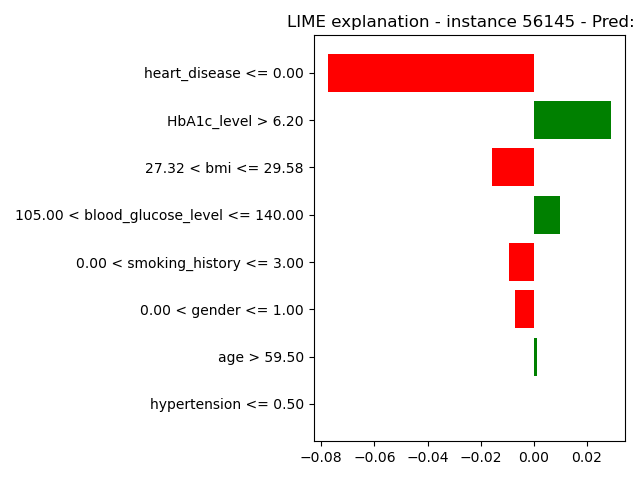 LIME explanation - instance 56145 - Pred:
heart_disease <= 0.00
HbA1c_level > 6.20
27.32 < bmi <= 29.58
105.00 < blood_glucose_level <= 140.00
0.00 < smoking_history <= 3.00
0.00 < gender <= 1.00
age > 59.50
hypertension <= 0.50
−0.08 −0.06 −0.04 −0.02 0.00 0.02